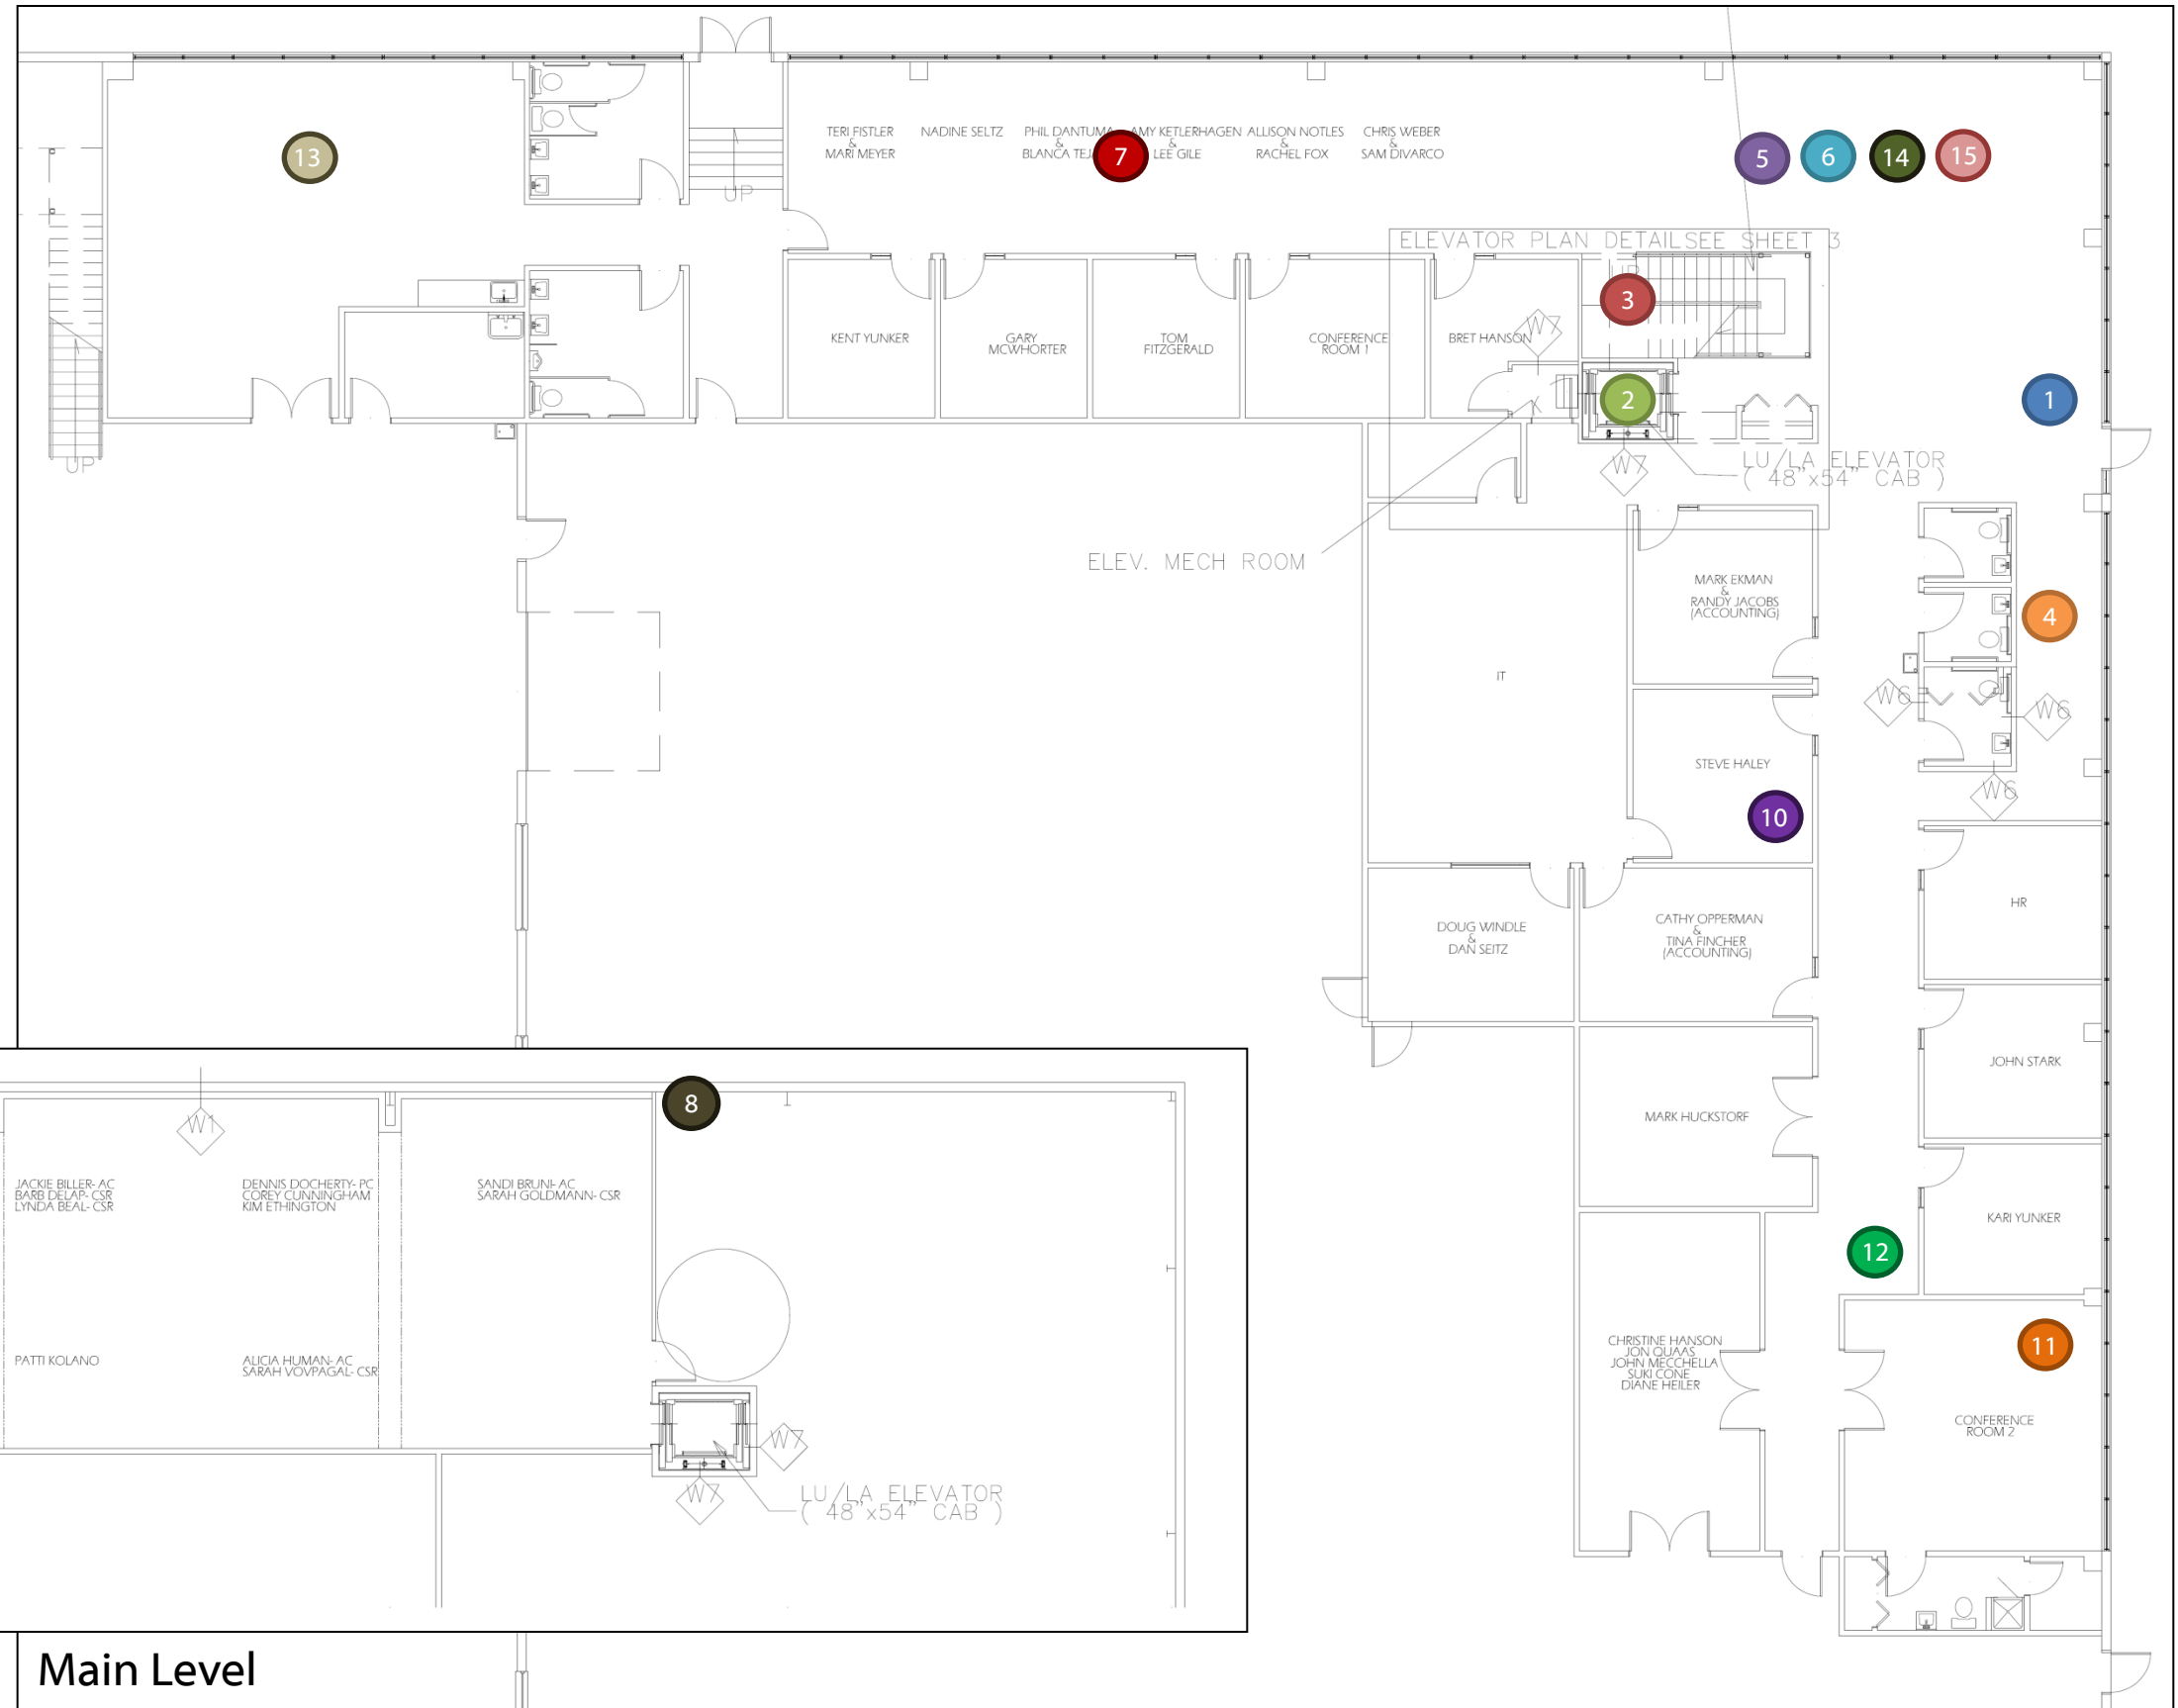 13
7
5
6
14
15
TERI FISTLER
&
MARI MEYER
NADINE SELTZ
PHIL DANTUMA
&
BLANCA
AMY KETLERHAGEN
&
LEE GILE
ALLISON NOTLES
&
RACHEL FOX
CHRIS WEBER
&
SAM DIVARCO
UP
ELEVATOR PLAN DETAIL SEE SHEET 3
UP
3
KENT YUNKER
GARY
MCWHORTER
TOM
FITZGERALD
CONFERENCE
ROOM 1
BRET HANSON
W7
2
1
UP
W7
LU/LA ELEVATOR
( 48"x54" CAB )
ELEV. MECH ROOM
MARK EKMAN
&
RANDY JACOBS
(ACCOUNTING)
4
IT
W6
W6
STEVE HALEY
W6
10
HR
DOUG WINDLE
&
DAN SEITZ
CATHY OPPERMAN
&
TINA FINCHER
(ACCOUNTING)
JOHN STARK
MARK HUCKSTORF
KARI YUNKER
12
11
CHRISTINE HANSON
JON QUAAS
JOHN MECCHELLA
SUKI CONE
DIANE HEILER
CONFERENCE
ROOM 2
8
W1
JACKIE BILLER- AC
BARB DELAP- CSR
LYNDA BEAL- CSR
DENNIS DOCHERTY- PC
COREY CUNNINGHAM
KIM ETHINGTON
SANDI BRUNI- AC
SARAH GOLDMANN- CSR
PATTI KOLANO
ALICIA HUMAN- AC
SARAH VOVPAGAL- CSR
W7
W7
LU/LA ELEVATOR
( 48"x54" CAB )
Main Level